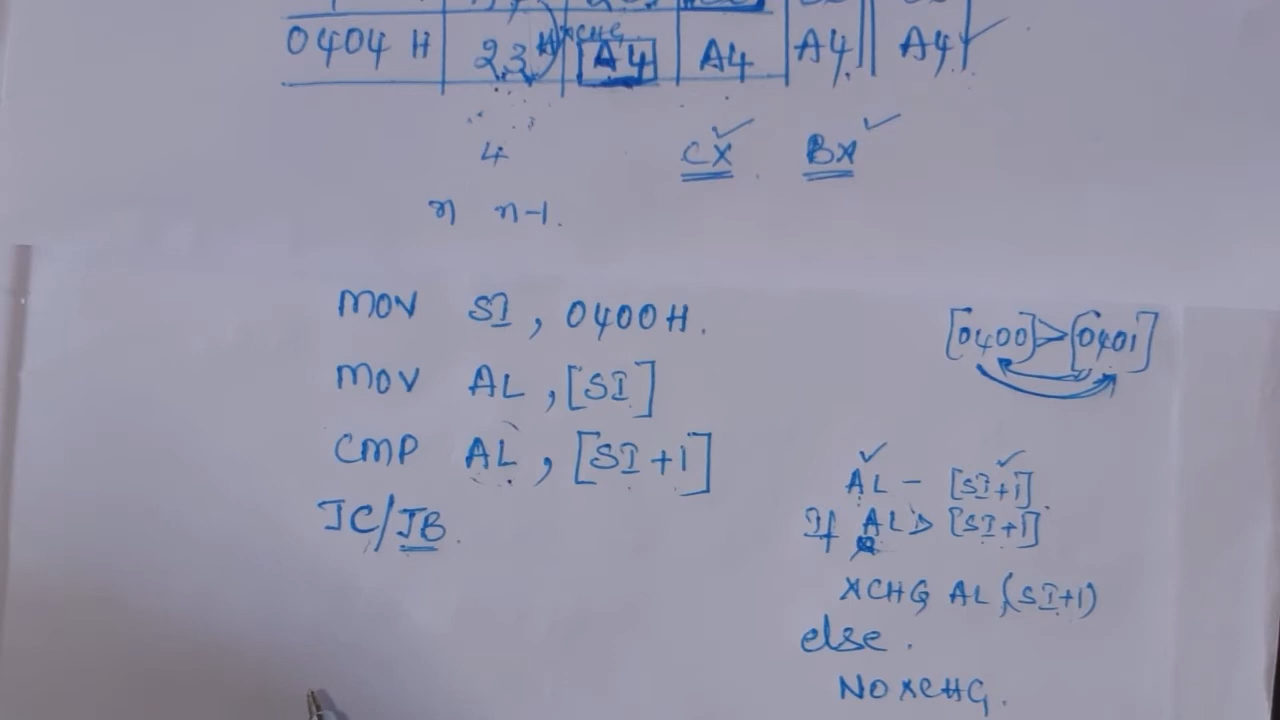 0404 H 23 H XCHG A4 A4 A4 A4
4
CX BX
n n-1.
MOV SI, 0400H.
[0400]>[0401]
MOV AL,[SI]
CMP AL, [SI+1]
JC/JB.
AL - [SI+1]
If AL> [SI+1]
XCHG AL,(SI+1)
else.
NO XCHG.